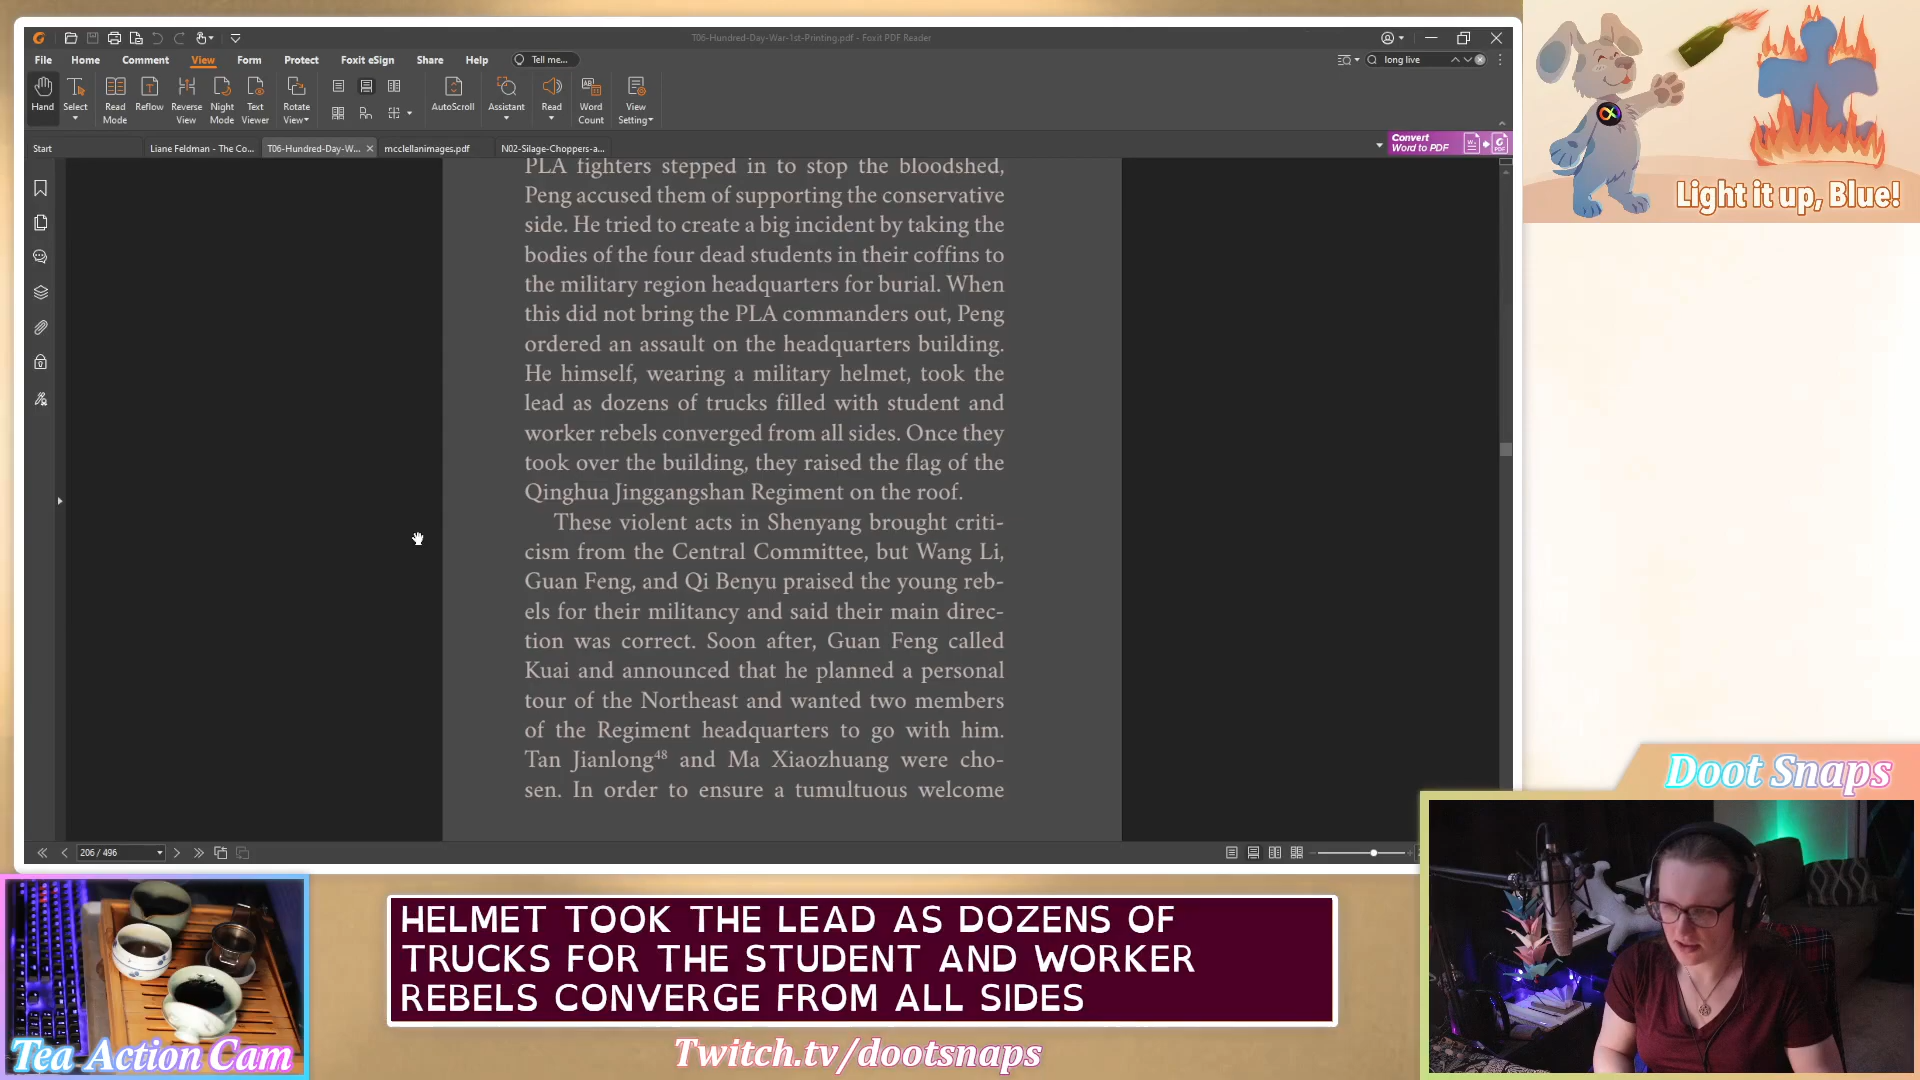 T06-Hundred-Day-War-1st-Printing.pdf - Foxit PDF Reader
File Home Comment View Form Protect Foxit eSign Share Help Tell me... long live
Hand Select Read Mode Reflow Reverse View Night Mode Text Viewer Rotate View AutoScroll Assistant Read Word Count View Setting
Start Liane Feldman - The Co... T06-Hundred-Day-W... mcclellanimages.pdf N02-Silage-Choppers-a...
Convert
Word to PDF
PLA fighters stepped in to stop the bloodshed,
Peng accused them of supporting the conservative
side. He tried to create a big incident by taking the
bodies of the four dead students in their coffins to
the military region headquarters for burial. When
this did not bring the PLA commanders out, Peng
ordered an assault on the headquarters building.
He himself, wearing a military helmet, took the
lead as dozens of trucks filled with student and
worker rebels converged from all sides. Once they
took over the building, they raised the flag of the
Qinghua Jinggangshan Regiment on the roof.
These violent acts in Shenyang brought criti-
cism from the Central Committee, but Wang Li,
Guan Feng, and Qi Benyu praised the young reb-
els for their militancy and said their main direc-
tion was correct. Soon after, Guan Feng called
Kuai and announced that he planned a personal
tour of the Northeast and wanted two members
of the Regiment headquarters to go with him.
Tan Jianlong48 and Ma Xiaozhuang were cho-
sen. In order to ensure a tumultuous welcome
206 / 496
Light it up, Blue!
Doot Snaps
HELMET TOOK THE LEAD AS DOZENS OF
TRUCKS FOR THE STUDENT AND WORKER
REBELS CONVERGE FROM ALL SIDES
Tea Action Cam
Twitch.tv/dootsnaps